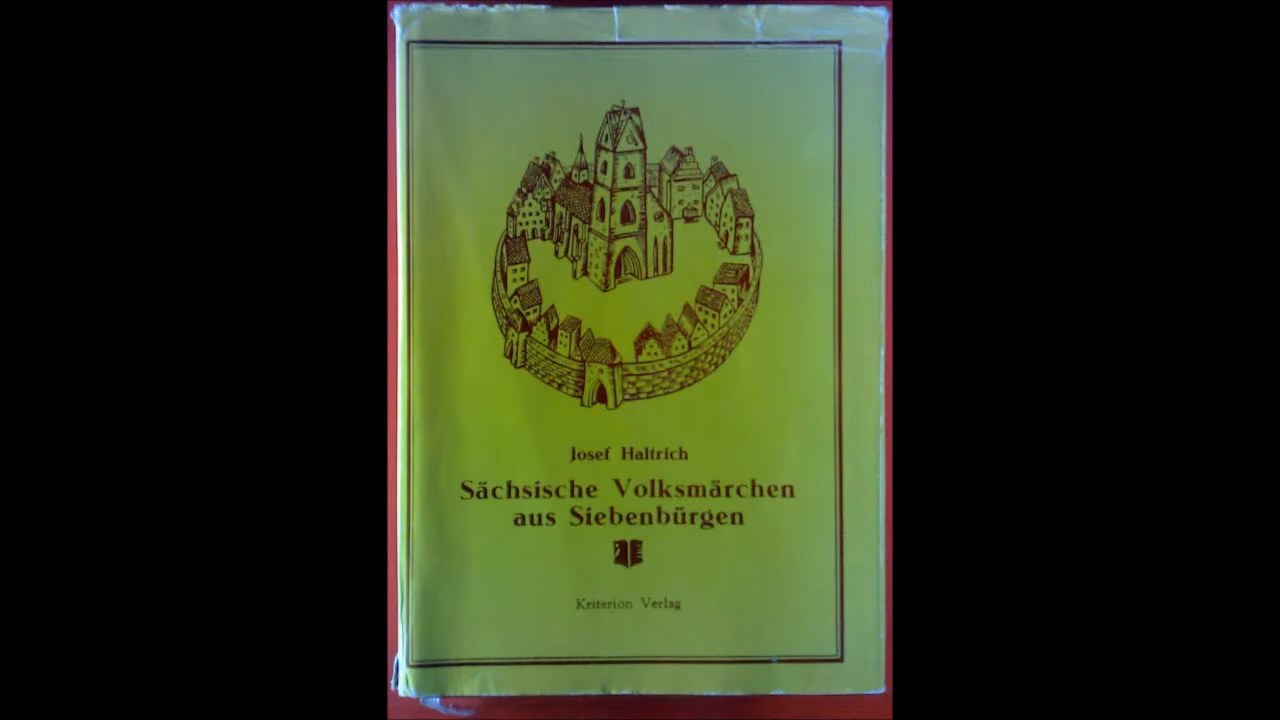 Josef Haltrich
Sächsische Volksmärchen
aus Siebenbürgen
Kriterion Verlag